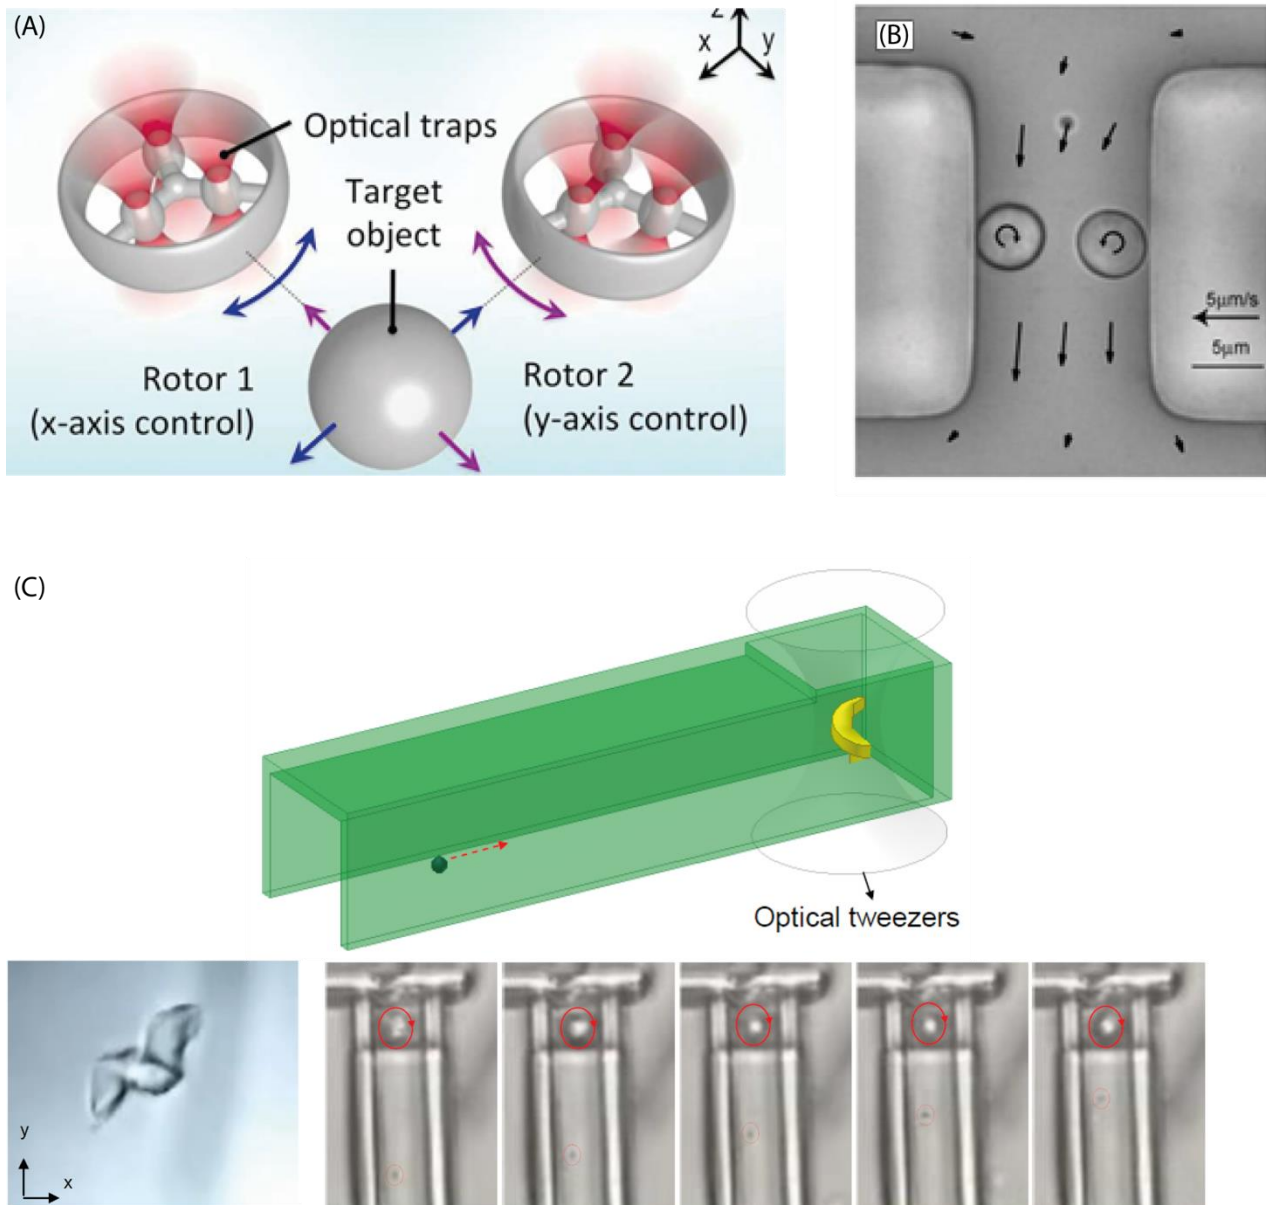 (A)
z
x
y
Optical traps
Target
object
Rotor 1
(x-axis control)
Rotor 2
(y-axis control)
(B)
5μm/s
5μm
(C)
Optical tweezers
y
x